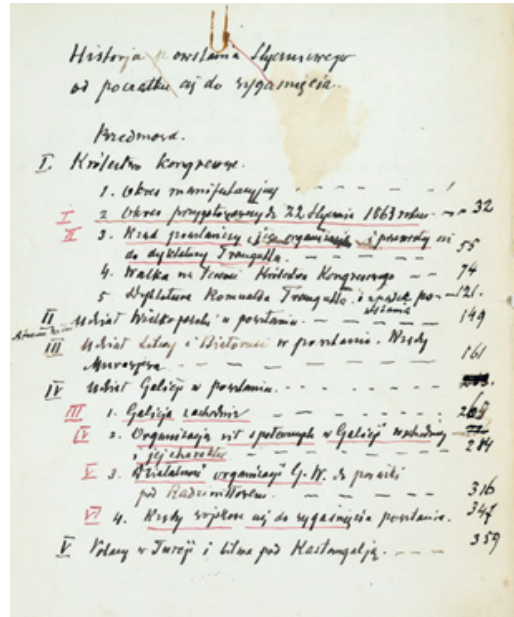 Historja powstania Styczniowego
od początku aż do wygaśnięcia.
Przedmowa.
I. Królestwo Kongresowe.
1. Okres manifestacyjny - - - - - 1
I 2. Okres przygotowawczy do 22 Stycznia 1863 roku - - 32
II 3. Rząd powstańczy, jego organizacja i
55
do dyktatury Traugutta.
4. Walka na terenie Królestwa Kongresowego - - 74
5 Dyktatura Romualda Traugutta i upadek po- 121.
wstania
II Udział Wielkopolski w powstaniu. - - - - 149
III Udział Litwy i Białorusi w powstaniu. - Rządy
Murawjewa. - - - - - - 161
IV Udział Galicji w powstaniu. - - - - -
III 1. Galicja zachodnia - - - - - -
IV 2. Organizacja sił społecznych w Galicji wschodniej
i jej charakter - - - - - - 284
V 3. Działalność organizacji G. W. do porażki
pod Radziwiłłowem. - - - - - 316
VI 4. wojskowe aż do wygaśnięcia powstania. 347
V Polacy w Turcji i bitwa pod Kastangalją. - - - 359